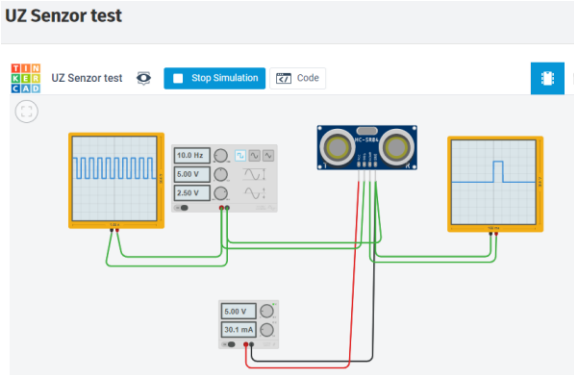 UZ Senzor test
TIN
KER
CAD
UZ Senzor test
Stop Simulation
Code
10.0 Hz
5.00 V
2.50 V
HC-SR04
5.00 V
30.1 mA